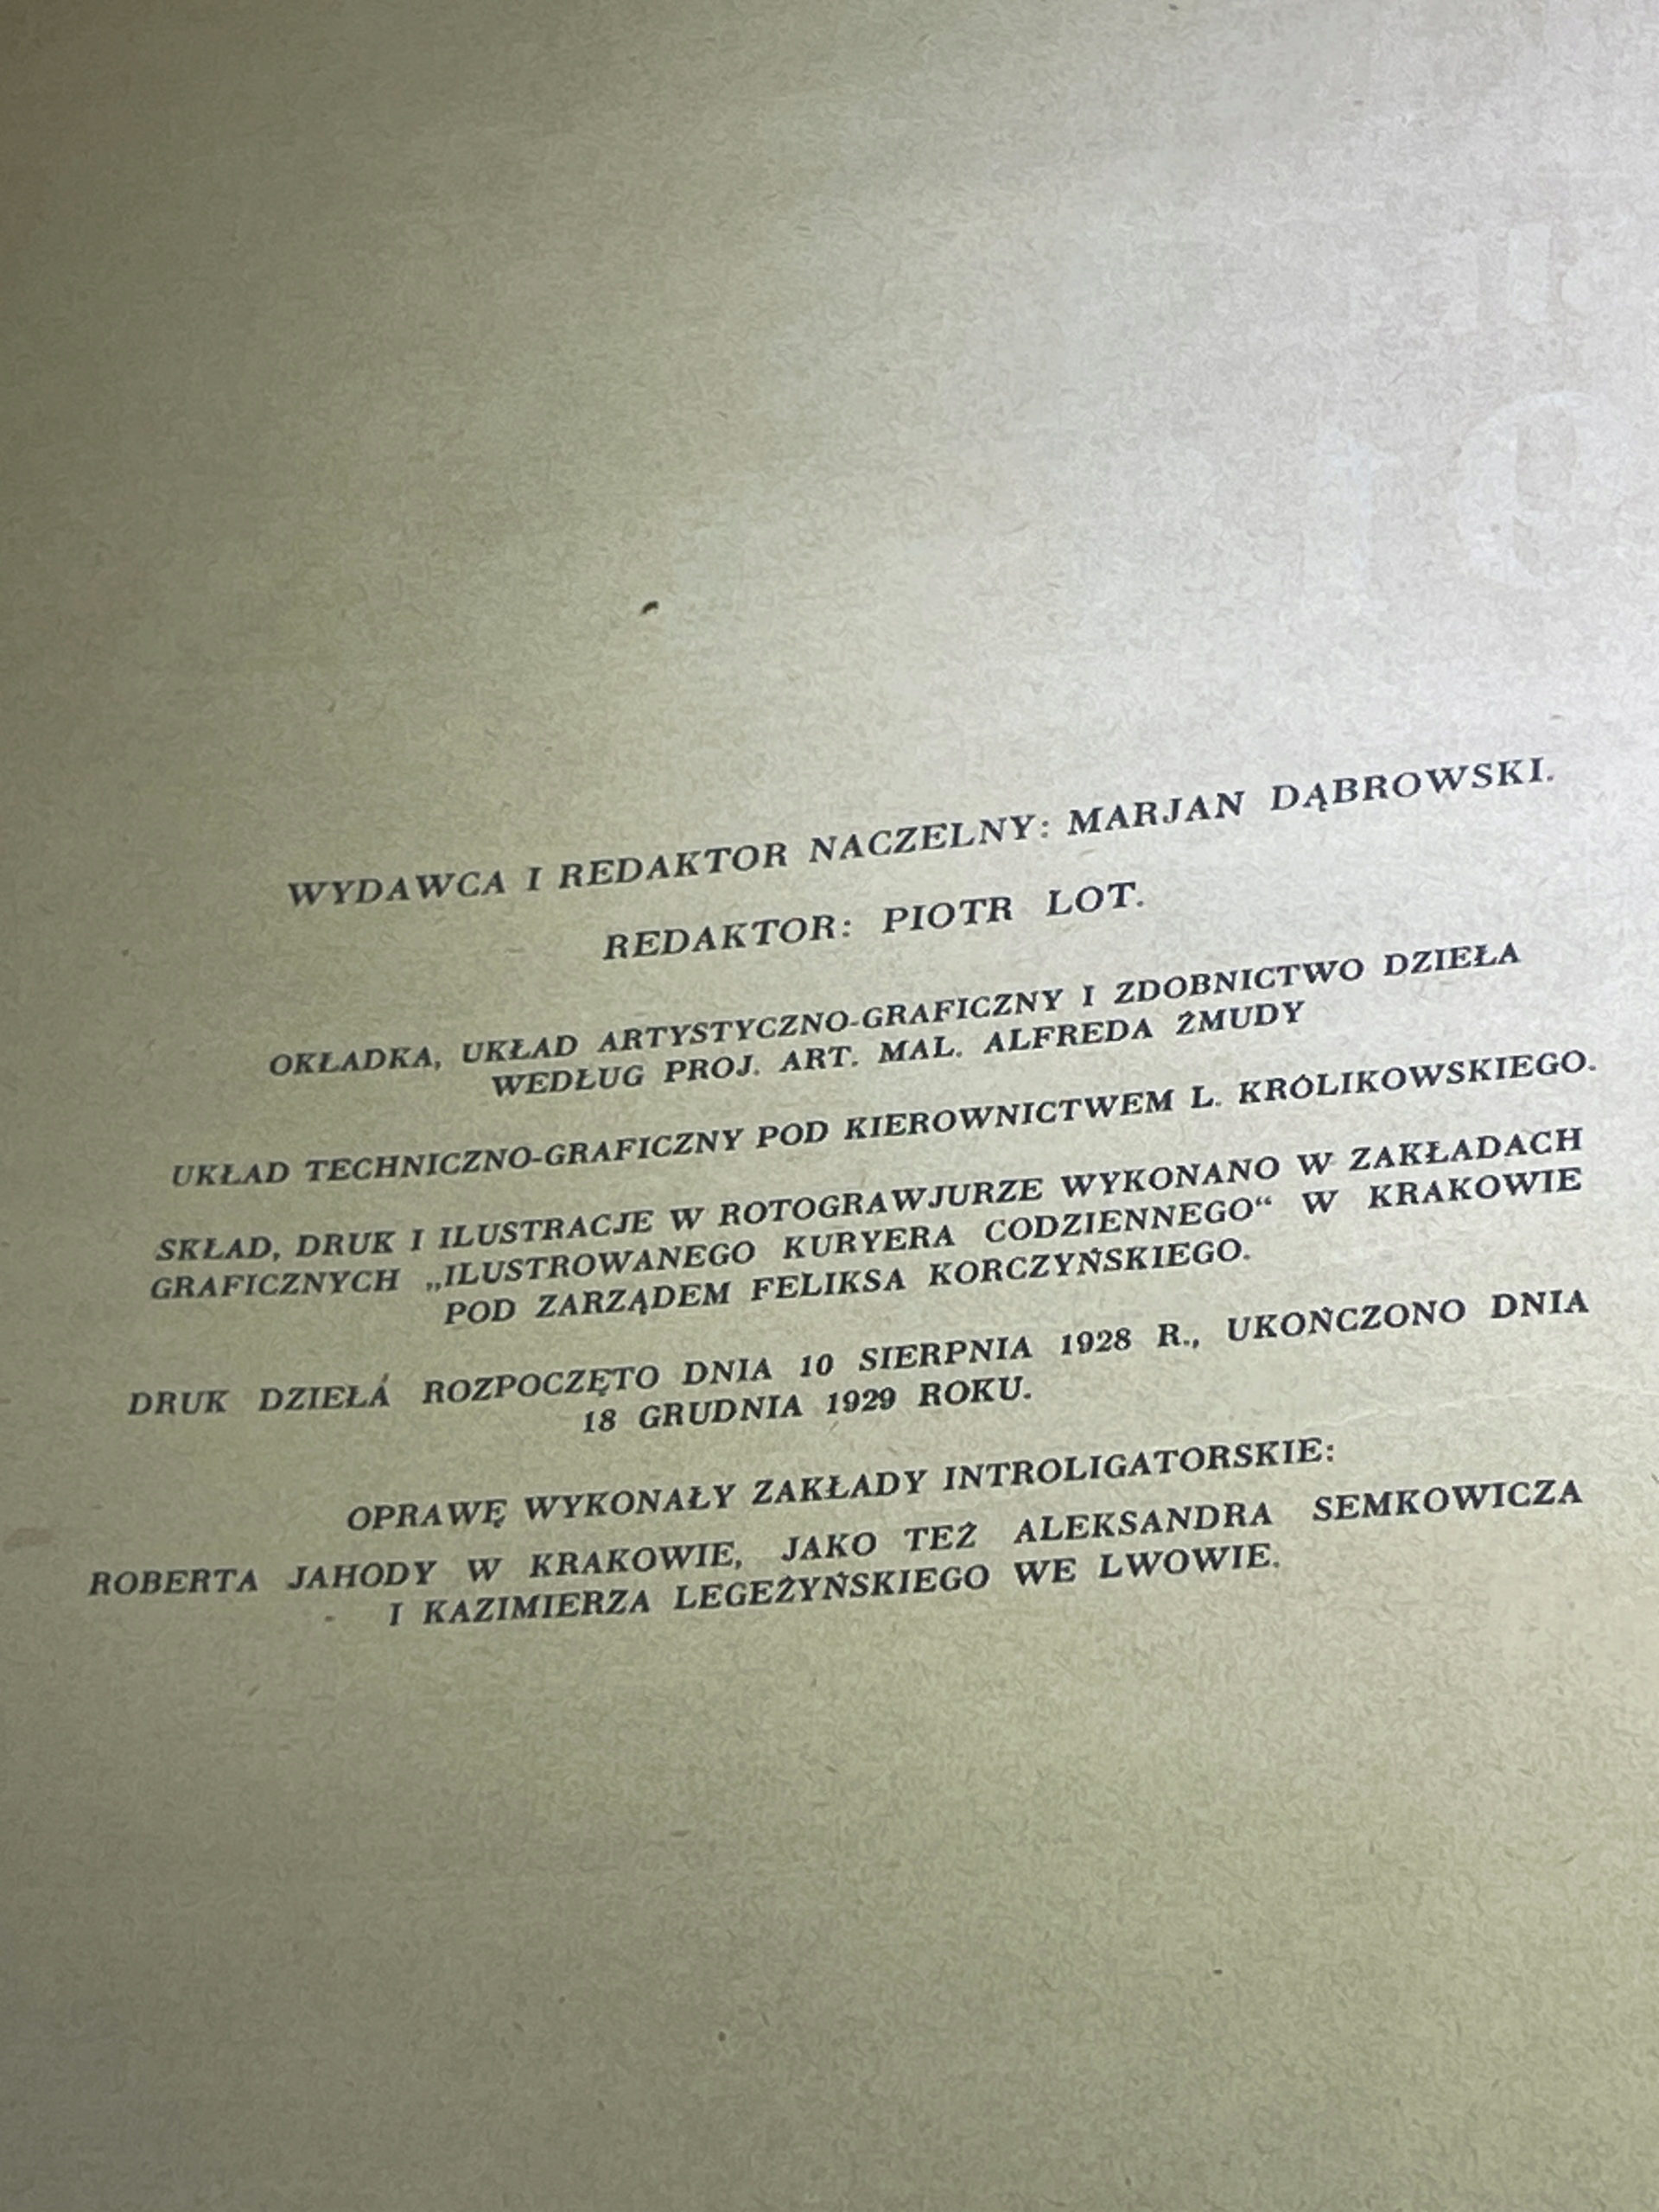 WYDAWCA I REDAKTOR NACZELNY: MARJAN DĄBROWSKI.
REDAKTOR: PIOTR LOT.
OKŁADKA, UKŁAD ARTYSTYCZNO-GRAFICZNY I ZDOBNICTWO DZIEŁA
WEDŁUG PROJ. ART. MAL. ALFREDA ŻMUDY
UKŁAD TECHNICZNO-GRAFICZNY POD KIEROWNICTWEM L. KRÓLIKOWSKIEGO.
SKŁAD, DRUK I ILUSTRACJE W ROTOGRAWJURZE WYKONANO W ZAKŁADACH
GRAFICZNYCH „ILUSTROWANEGO KURYERA CODZIENNEGO“ W KRAKOWIE
POD ZARZĄDEM FELIKSA KORCZYŃSKIEGO.
DRUK DZIEŁA ROZPOCZĘTO DNIA 10 SIERPNIA 1928 R., UKOŃCZONO DNIA
18 GRUDNIA 1929 ROKU.
OPRAWĘ WYKONAŁY ZAKŁADY INTROLIGATORSKIE:
ROBERTA JAHODY W KRAKOWIE, JAKO TEŻ ALEKSANDRA SEMKOWICZA
I KAZIMIERZA LEGEŻYŃSKIEGO WE LWOWIE.